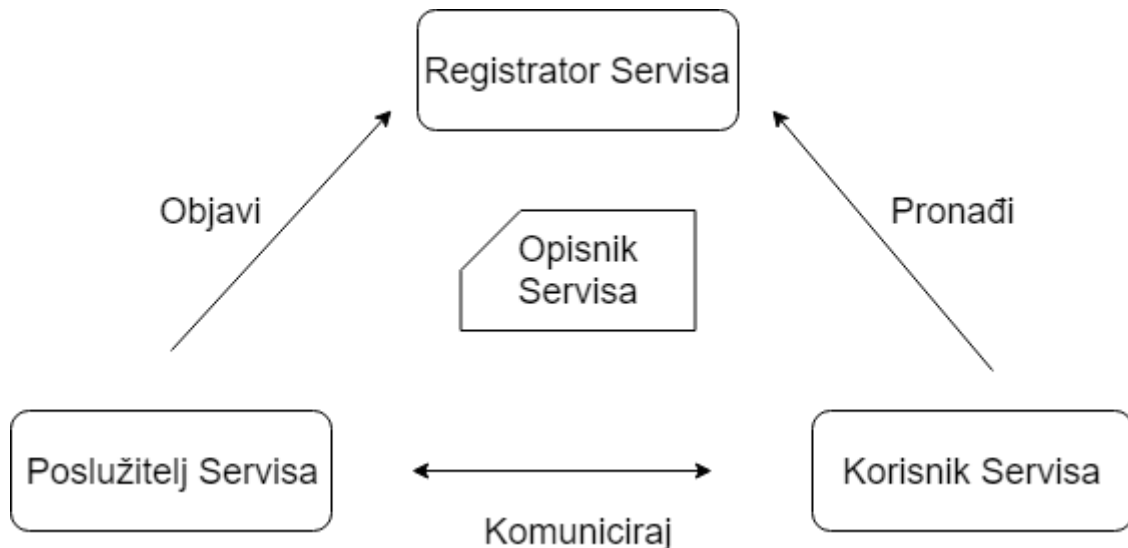 Registrator Servisa
Objavi
Pronađi
Opisnik
Servisa
Poslužitelj Servisa
Korisnik Servisa
Komuniciraj